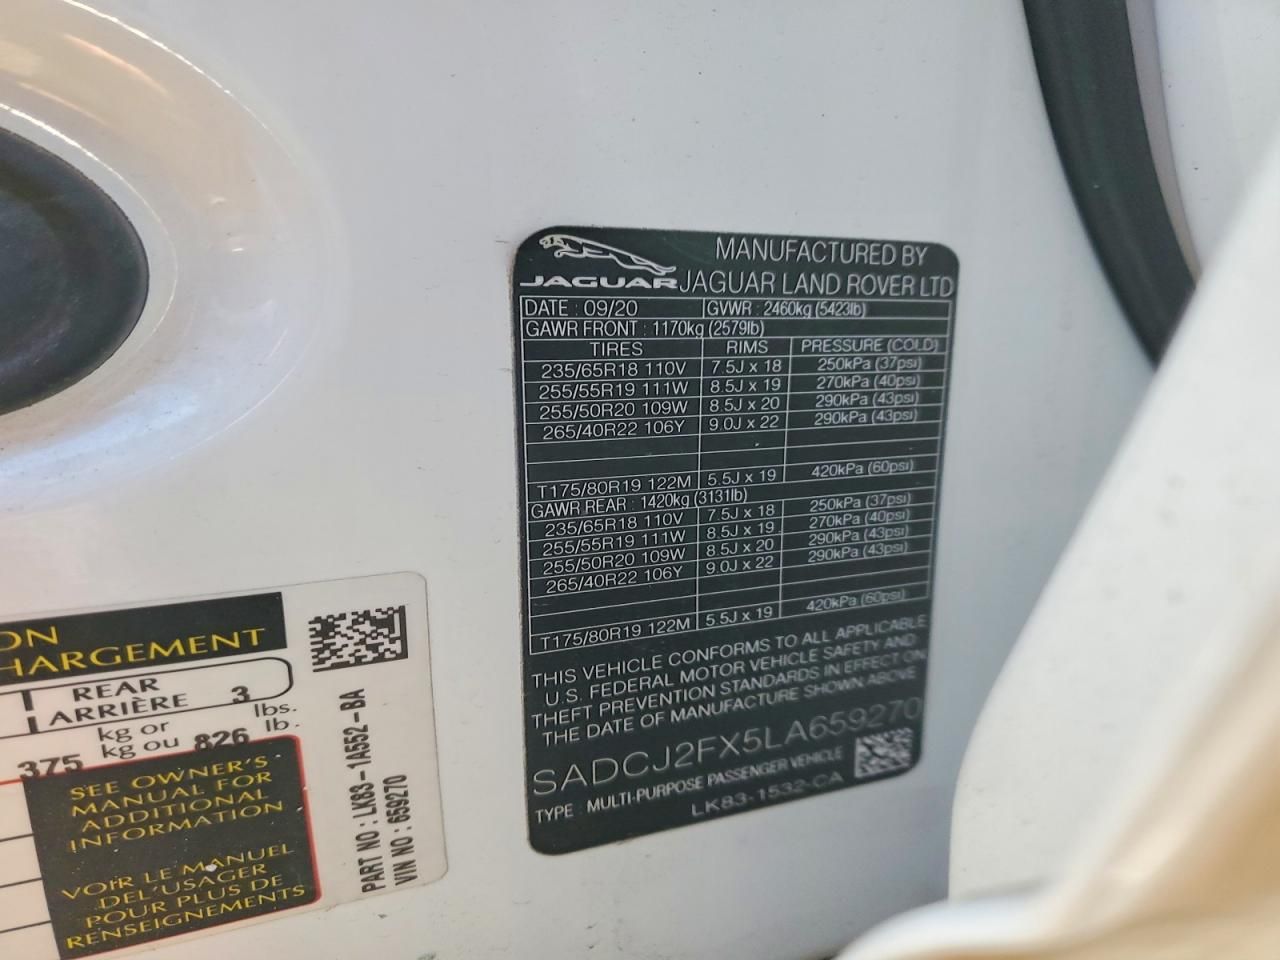 JAGUAR
MANUFACTURED BY
JAGUAR LAND ROVER LTD
DATE : 09/20 GVWR : 2460kg (5423lb)
GAWR FRONT : 1170kg (2579lb)
TIRES RIMS PRESSURE (COLD)
235/65R18 110V 7.5J x 18 250kPa (37psi)
255/55R19 111W 8.5J x 19 270kPa (40psi)
255/50R20 109W 8.5J x 20 290kPa (43psi)
265/40R22 106Y 9.0J x 22 290kPa (43psi)
T175/80R19 122M 5.5J x 19 420kPa (60psi)
GAWR REAR : 1420kg (3131lb)
235/65R18 110V 7.5J x 18 250kPa (37psi)
255/55R19 111W 8.5J x 19 270kPa (40psi)
255/50R20 109W 8.5J x 20 290kPa (43psi)
265/40R22 106Y 9.0J x 22 290kPa (43psi)
T175/80R19 122M 5.5J x 19 420kPa (60psi)
THIS VEHICLE CONFORMS TO ALL APPLICABLE
U.S. FEDERAL MOTOR VEHICLE SAFETY AND
THEFT PREVENTION STANDARDS IN EFFECT ON
THE DATE OF MANUFACTURE SHOWN ABOVE
SADCJ2FX5LA659270
TYPE : MULTI-PURPOSE PASSENGER VEHICLE
LK83-1532-CA
ON
HARGEMENT
REAR
ARRIÈRE 3
kg or lbs.
375 kg ou 826 lb.
SEE OWNER'S
MANUAL FOR
ADDITIONAL
INFORMATION
VOIR LE MANUEL
DEL'USAGER
POUR PLUS DE
RENSEIGNEMENTS
PART NO : LK83-1A552-BA
VIN NO : 659270